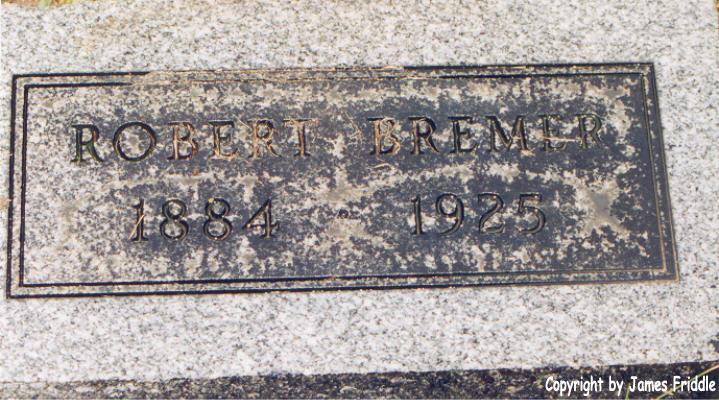 ROBERT BREMER
1884 - 1925
Copyright by James Friddle